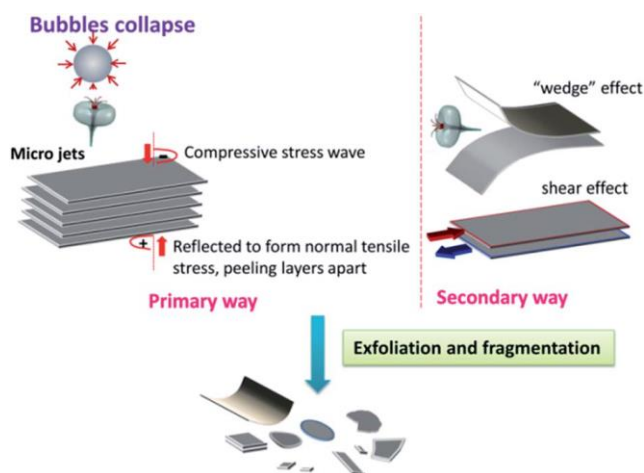 Bubbles collapse
Micro jets
-
Compressive stress wave
+
Reflected to form normal tensile
stress, peeling layers apart
Primary way
"wedge" effect
shear effect
Secondary way
Exfoliation and fragmentation